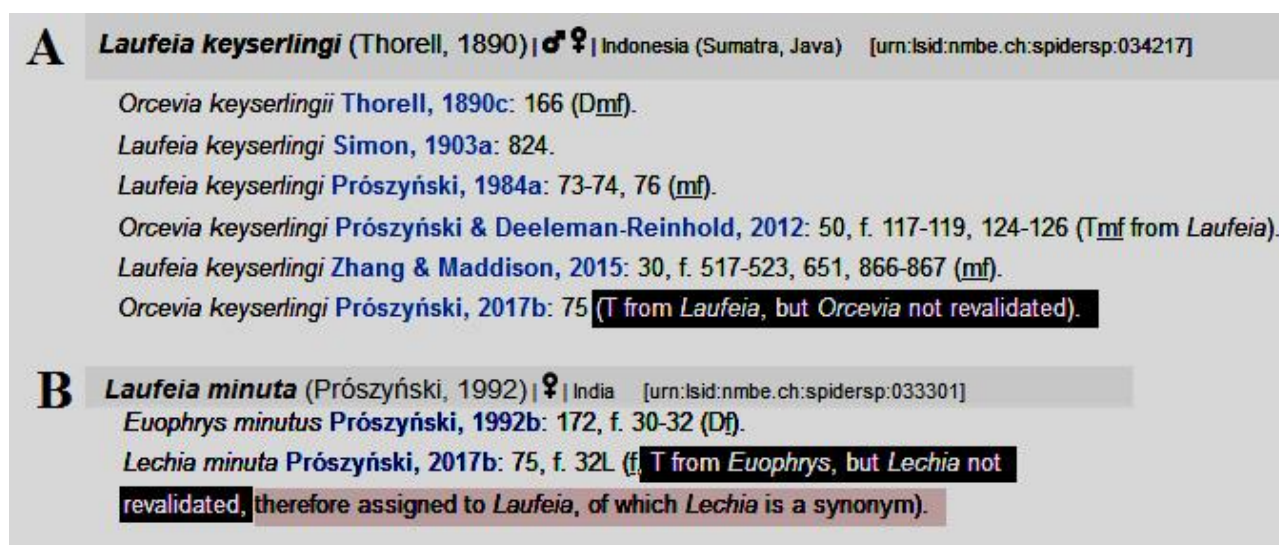 A Laufeia keyserlingi (Thorell, 1890) | ♂ ♀ | Indonesia (Sumatra, Java) [urn:lsid:nmbe.ch:spidersp:034217]
Orcevia keyserlingii Thorell, 1890c: 166 (Dmf).
Laufeia keyserlingi Simon, 1903a: 824.
Laufeia keyserlingi Prószyński, 1984a: 73-74, 76 (mf).
Orcevia keyserlingi Prószyński & Deeleman-Reinhold, 2012: 50, f. 117-119, 124-126 (Tmf from Laufeia).
Laufeia keyserlingi Zhang & Maddison, 2015: 30, f. 517-523, 651, 866-867 (mf).
Orcevia keyserlingi Prószyński, 2017b: 75 (T from Laufeia, but Orcevia not revalidated).
B Laufeia minuta (Prószyński, 1992) | ♀ | India [urn:lsid:nmbe.ch:spidersp:033301]
Euophrys minutus Prószyński, 1992b: 172, f. 30-32 (Df).
Lechia minuta Prószyński, 2017b: 75, f. 32L (f, T from Euophrys, but Lechia not
revalidated, therefore assigned to Laufeia, of which Lechia is a synonym).